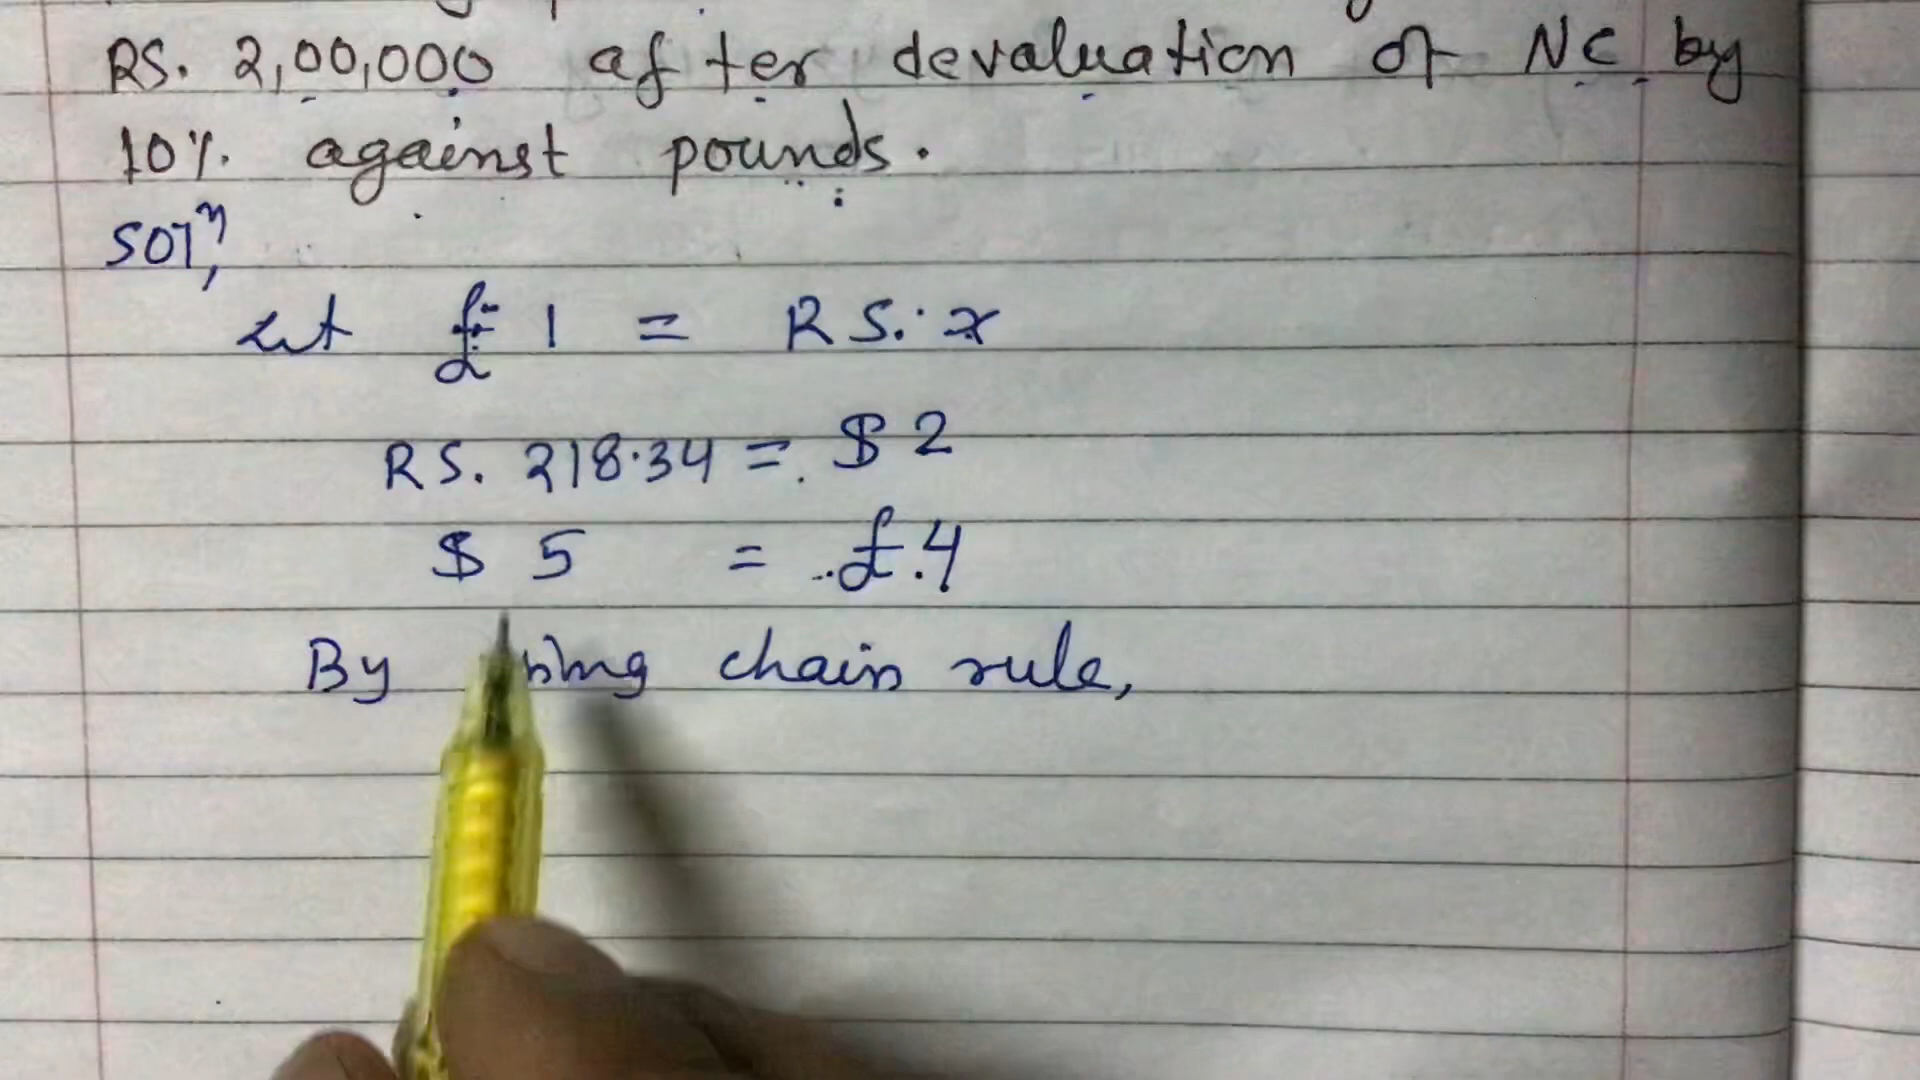 RS. 2,00,000 after devaluation of NC by
10% against pounds.
Solⁿ,
Let £ 1 = RS. x
RS. 218.34 = $ 2
$ 5 = £ 4
By chain rule,